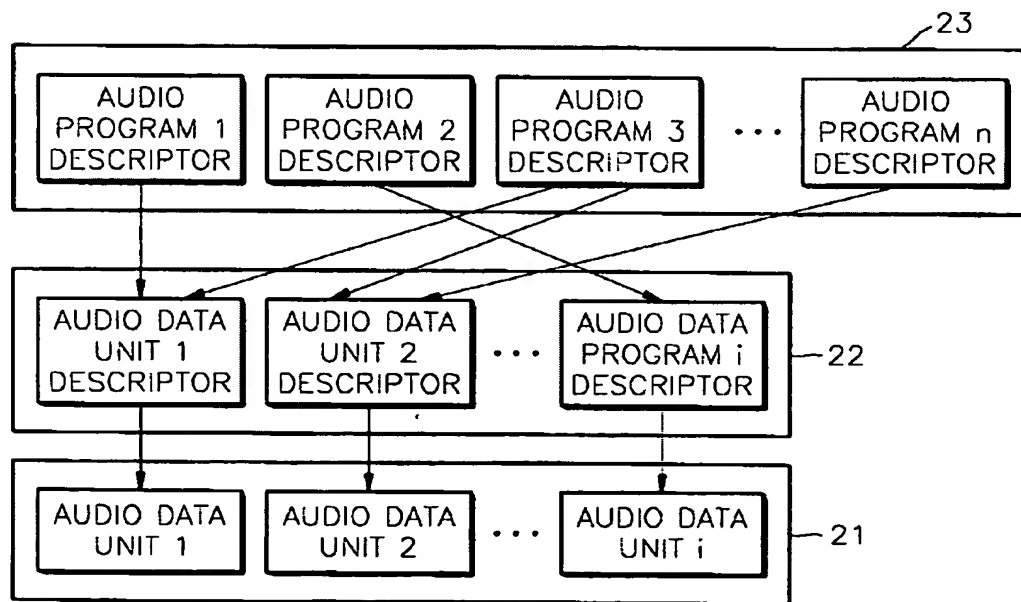 23
AUDIO
PROGRAM 1
DESCRIPTOR
AUDIO
PROGRAM 2
DESCRIPTOR
AUDIO
PROGRAM 3
DESCRIPTOR
...
AUDIO
PROGRAM n
DESCRIPTOR
AUDIO DATA
UNIT 1
DESCRIPTOR
AUDIO DATA
UNIT 2
DESCRIPTOR
...
AUDIO DATA
PROGRAM i
DESCRIPTOR
22
AUDIO DATA
UNIT 1
AUDIO DATA
UNIT 2
...
AUDIO DATA
UNIT i
21